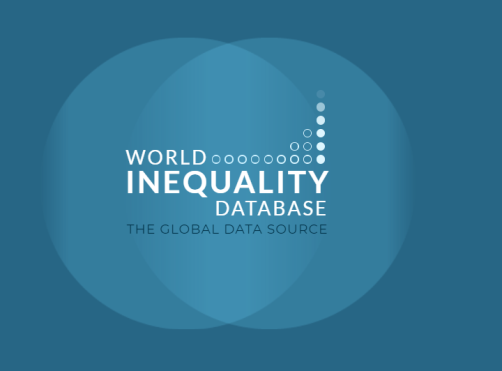 WORLD
INEQUALITY
DATABASE
THE GLOBAL DATA SOURCE